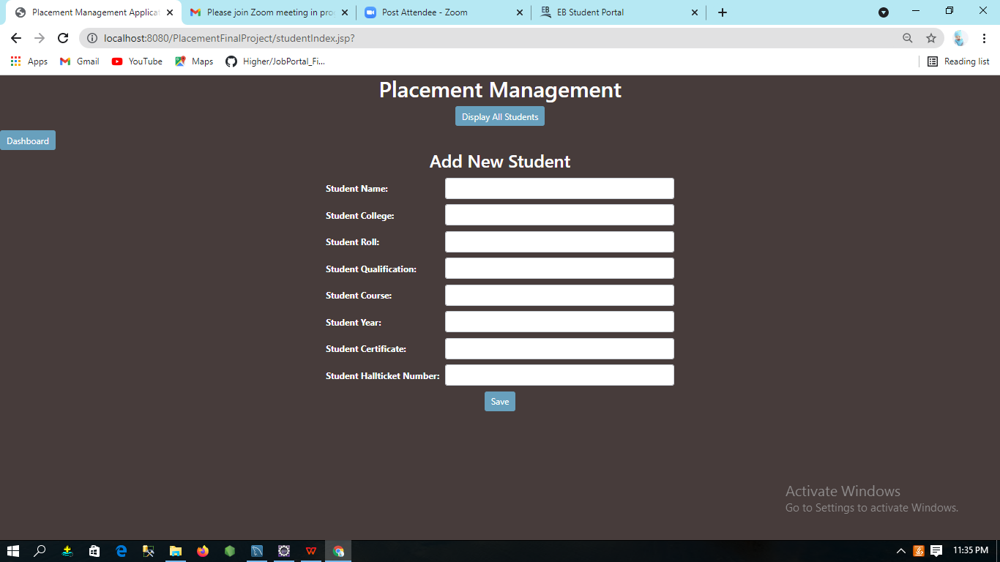 Placement Management Applicat
Please join Zoom meeting in pro
Post Attendee - Zoom
EB Student Portal
localhost:8080/PlacementFinalProject/studentIndex.jsp?
Apps
Gmail
YouTube
Maps
Higher/JobPortal_Fi...
Reading list
Placement Management
Display All Students
Dashboard
Add New Student
Student Name:
Student College:
Student Roll:
Student Qualification:
Student Course:
Student Year:
Student Certificate:
Student Hallticket Number:
Save
Activate Windows
Go to Settings to activate Windows.
11:35 PM